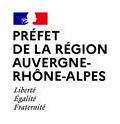 PRÉFET
DE LA RÉGION
AUVERGNE-
RHÔNE-ALPES
Liberté
Égalité
Fraternité